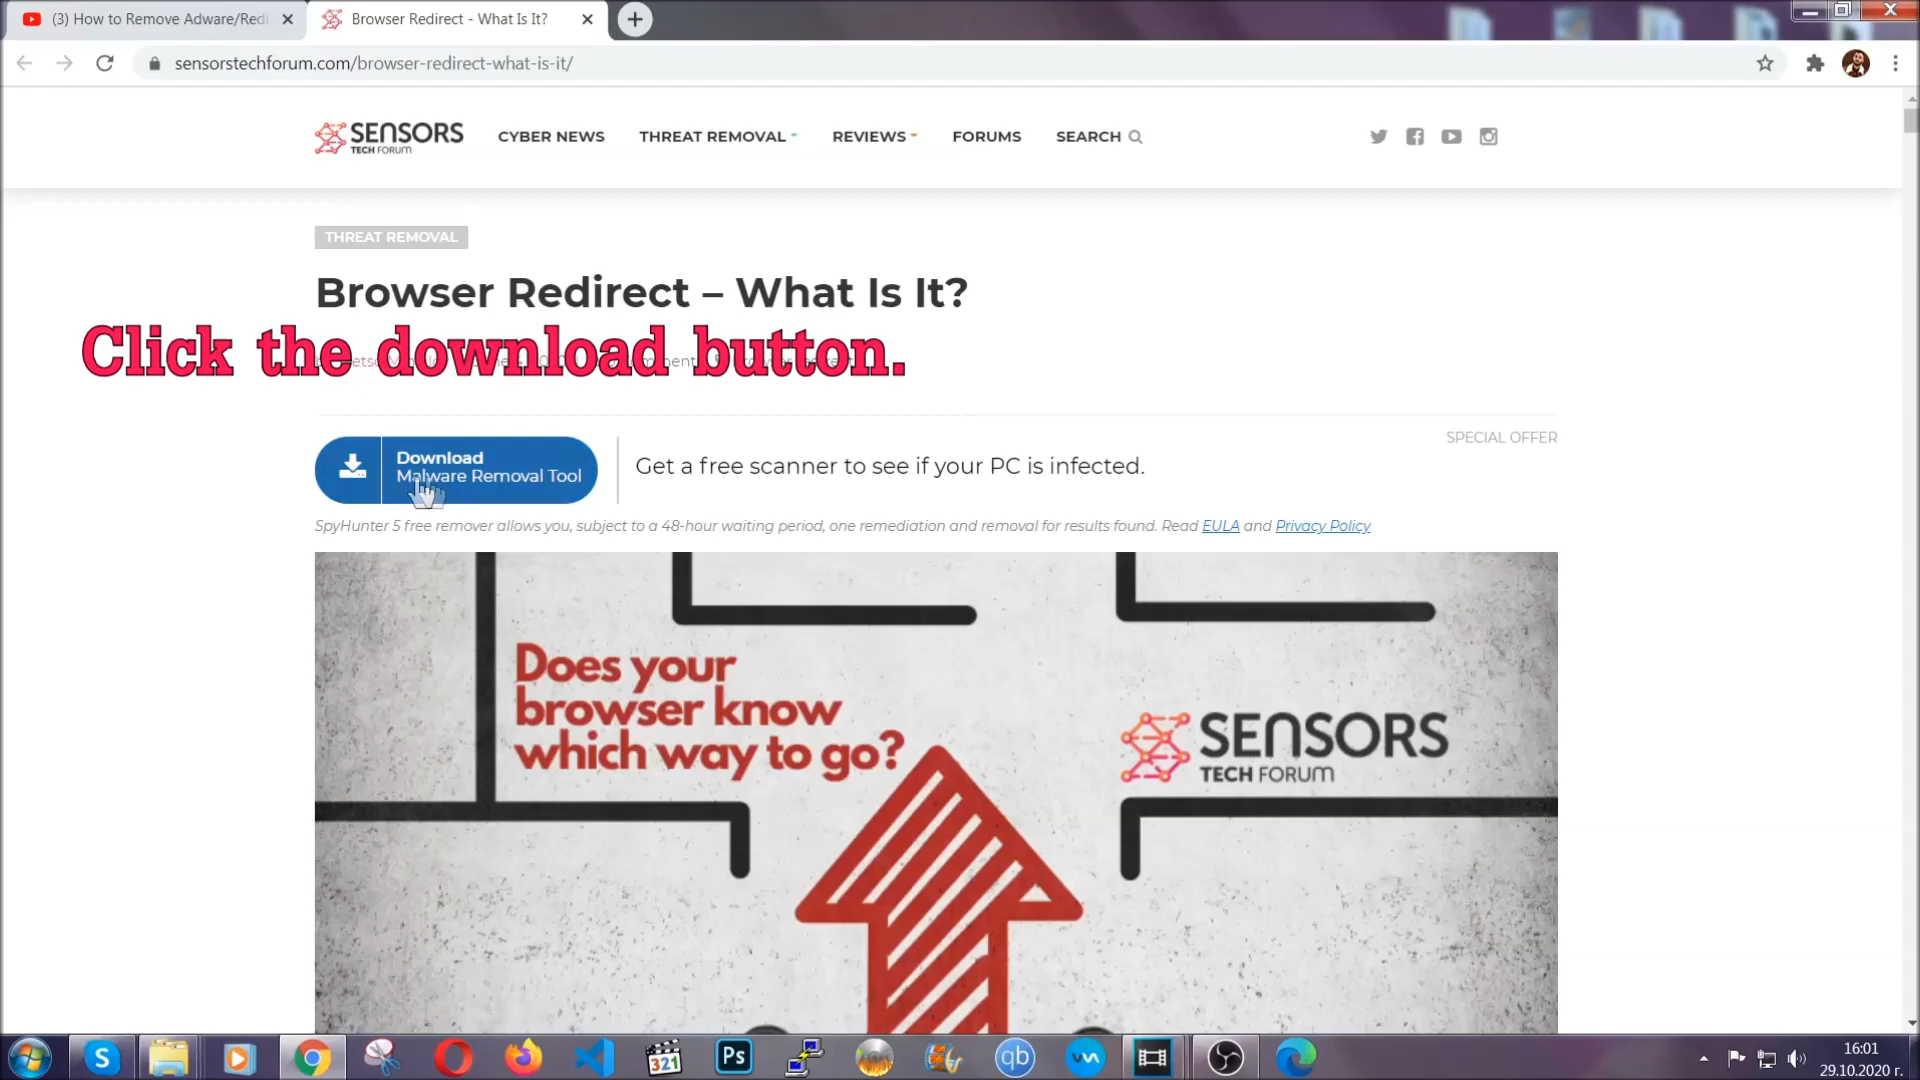 (3) How to Remove Adware/Redi
Browser Redirect - What Is It?
sensorstechforum.com/browser-redirect-what-is-it/
SENSORS
TECH FORUM
CYBER NEWS
THREAT REMOVAL
REVIEWS
FORUMS
SEARCH
THREAT REMOVAL
Browser Redirect – What Is It?
Click the download button.
SPECIAL OFFER
Download
Malware Removal Tool
Get a free scanner to see if your PC is infected.
SpyHunter 5 free remover allows you, subject to a 48-hour waiting period, one remediation and removal for results found. Read EULA and Privacy Policy
Does your
browser know
which way to go?
SENSORS
TECH FORUM
S
321
Ps
qb
16:01
29.10.2020 г.